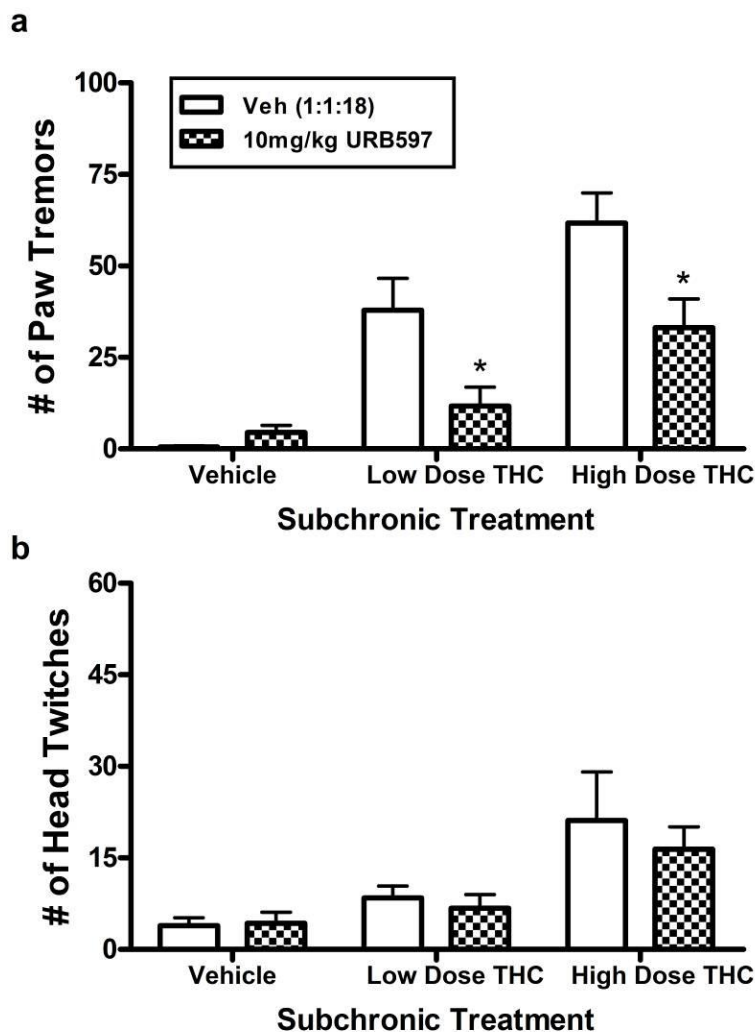 a
# of Paw Tremors
100
75
50
25
0
Veh (1:1:18)
10mg/kg URB597
*
*
Vehicle Low Dose THC High Dose THC
Subchronic Treatment
b
# of Head Twitches
60
45
30
15
0
Vehicle Low Dose THC High Dose THC
Subchronic Treatment